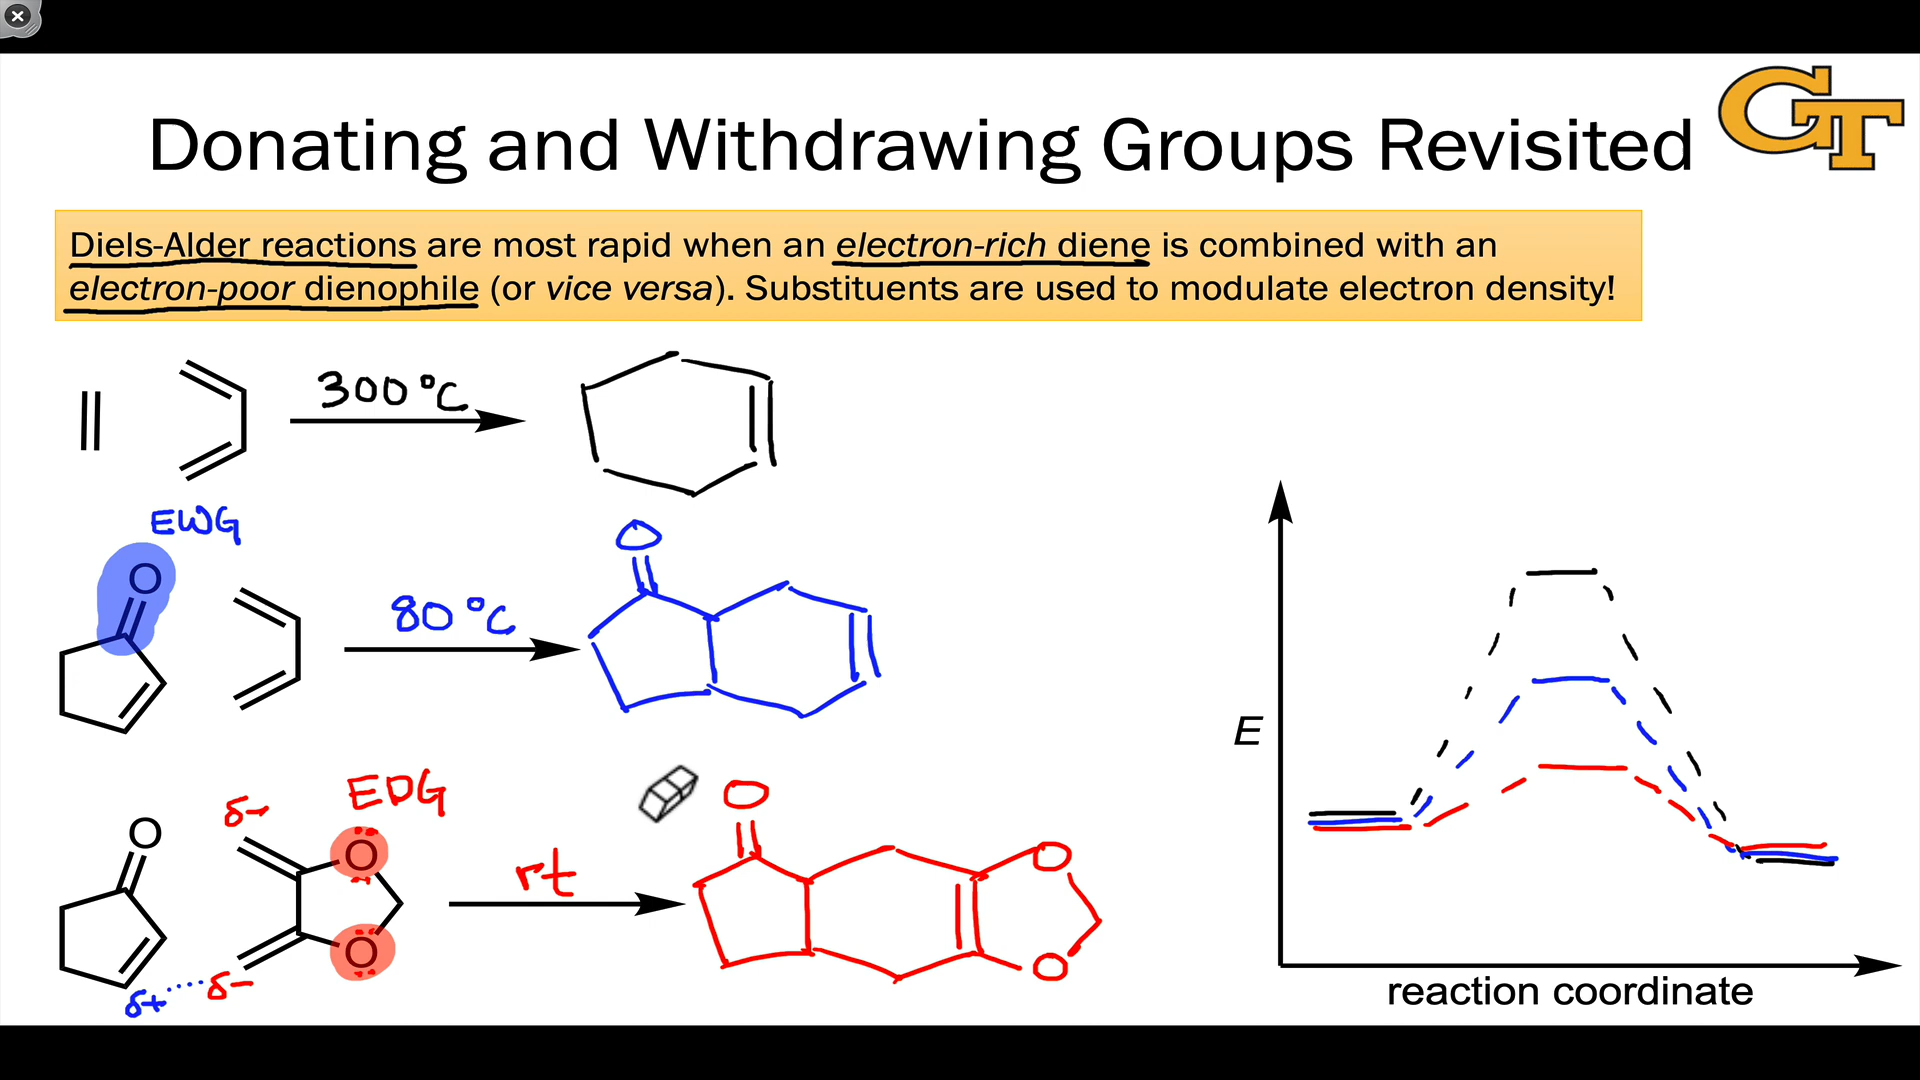 Donating and Withdrawing Groups Revisited
GT
Diels-Alder reactions are most rapid when an electron-rich diene is combined with an
electron-poor dienophile (or vice versa). Substituents are used to modulate electron density!
300 °C
EWG
O
80 °C
O
E
O
δ-
EDG
O
O
rt
O
O
O
δ+
δ-
reaction coordinate